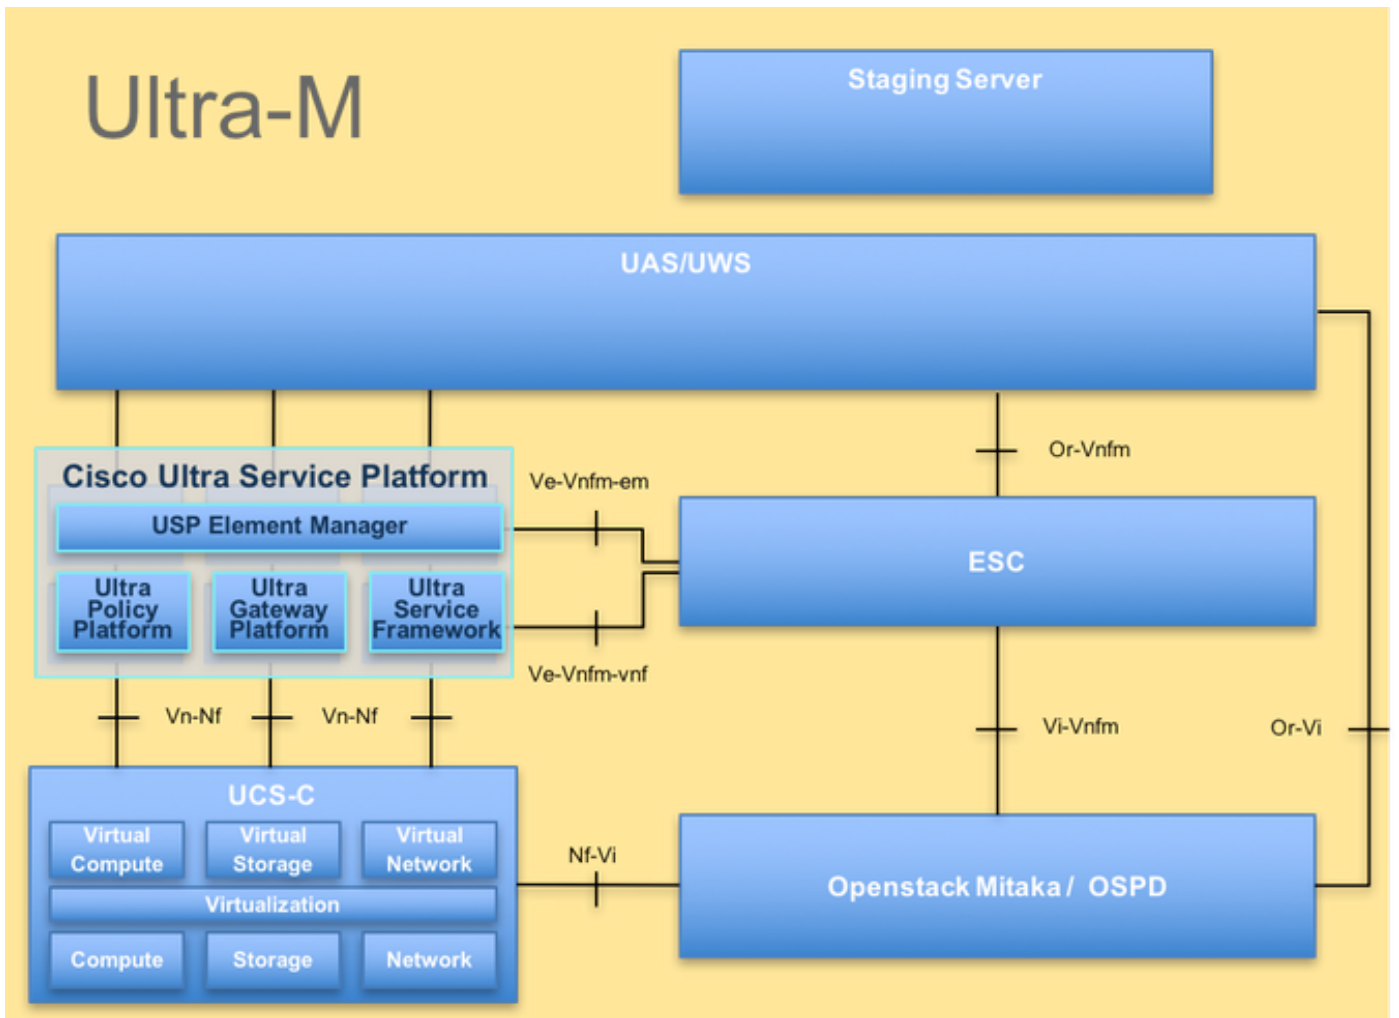 Ultra-M
Staging Server
UAS/UWS
Or-Vnfm
Cisco Ultra Service Platform
Ve-Vnfm-em
USP Element Manager
ESC
Ultra
Policy
Platform
Ultra
Gateway
Platform
Ultra
Service
Framework
Ve-Vnfm-vnf
Vn-Nf
Vn-Nf
Vi-Vnfm
Or-Vi
UCS-C
Virtual
Compute
Virtual
Storage
Virtual
Network
Nf-Vi
Openstack Mitaka / OSPD
Virtualization
Compute
Storage
Network